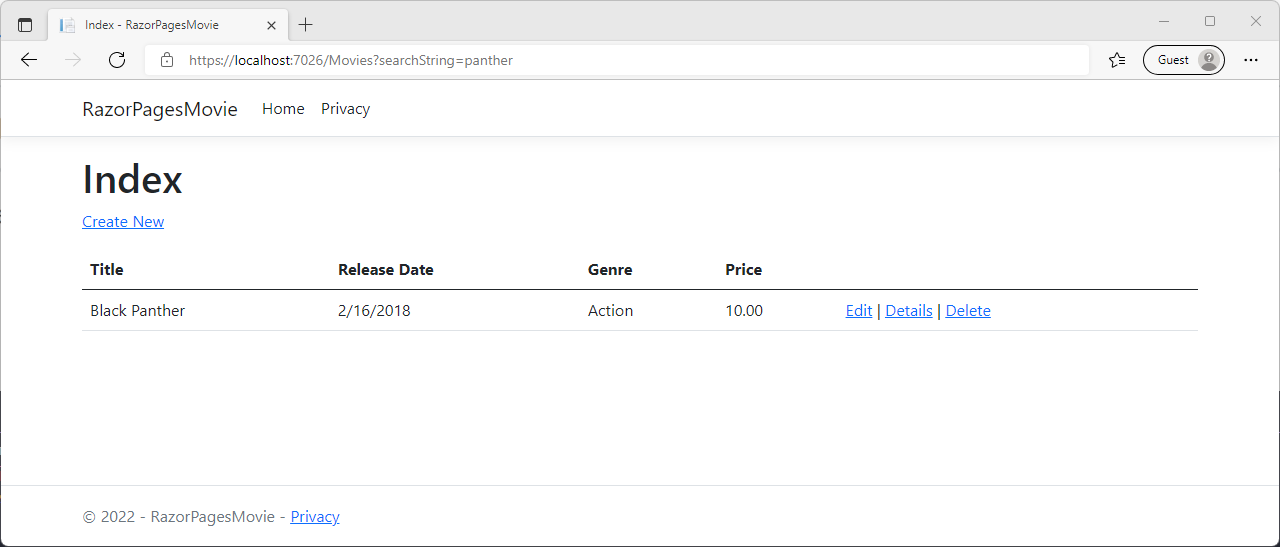 Index - RazorPagesMovie
https://localhost:7026/Movies?searchString=panther
Guest
RazorPagesMovie Home Privacy
Index
Create New
Title Release Date Genre Price
Black Panther 2/16/2018 Action 10.00 Edit | Details | Delete
© 2022 - RazorPagesMovie - Privacy